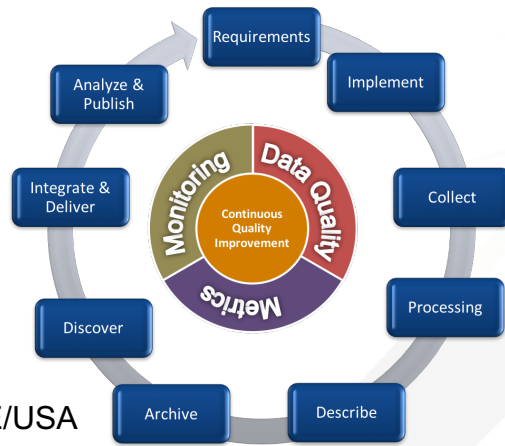 Requirements
Implement
Collect
Processing
Describe
Archive
Discover
Integrate &
Deliver
Analyze &
Publish
Monitoring
Data Quality
Metrics
Continuous
Quality
Improvement
/USA